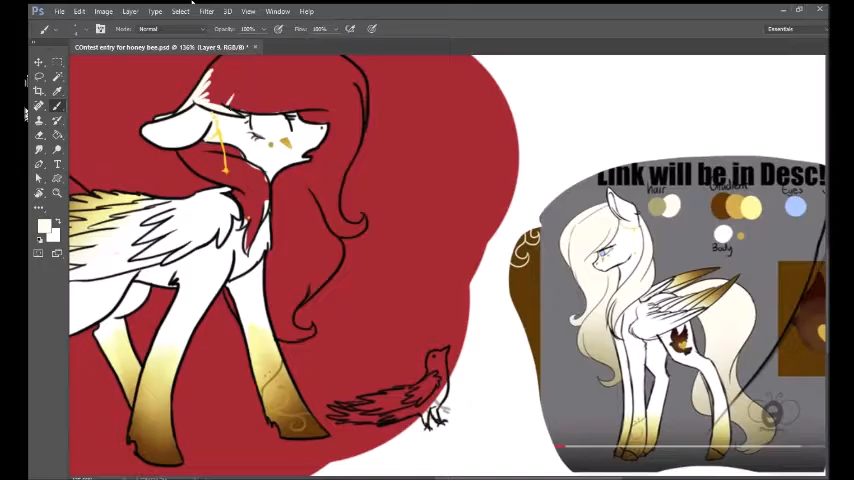 Ps File Edit Image Layer Type Select Filter 3D View Window Help
Mode: Normal Opacity: 100% Flow: 100% Essentials
COntest entry for honey bee.psd @ 136% (Layer 9, RGB/8) *
Link will be in Desc!
Hair Gradient Eyes
Body